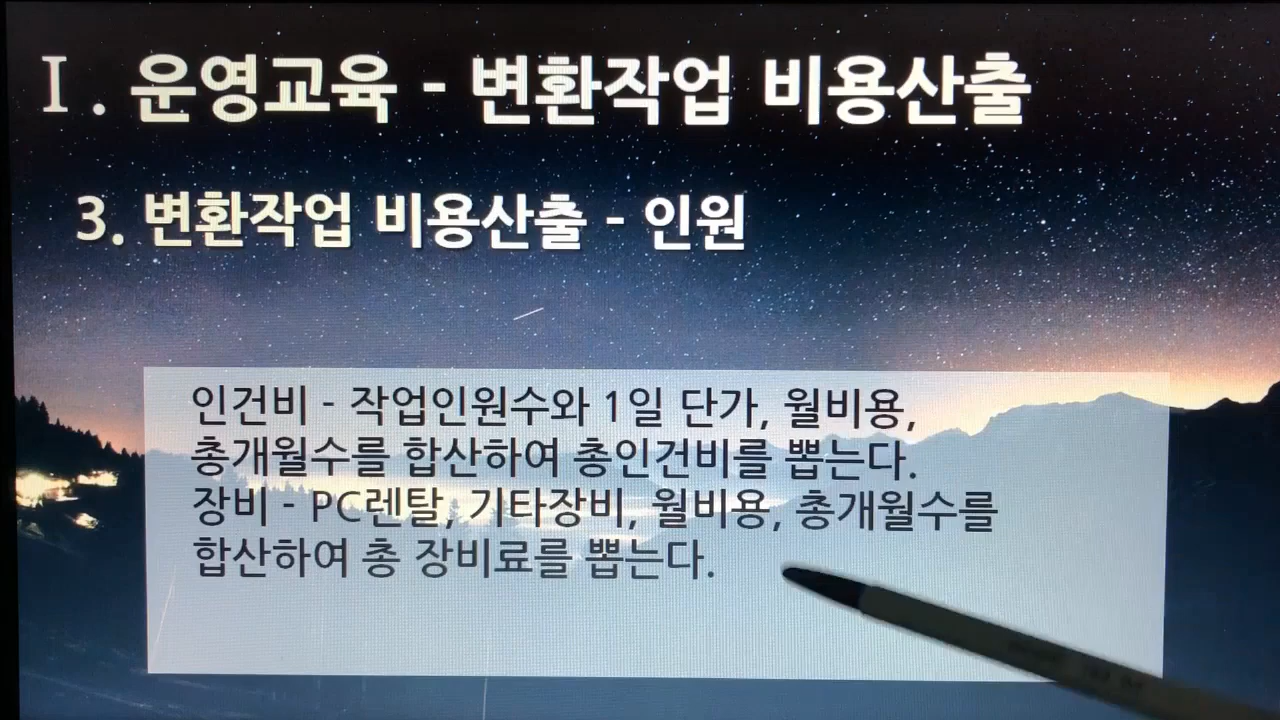 Ⅰ. 운영교육 - 변환작업 비용산출
3. 변환작업 비용산출 - 인원
인건비 - 작업인원수와 1일 단가, 월비용,
총개월수를 합산하여 총인건비를 뽑는다.
장비 - PC렌탈, 기타장비, 월비용, 총개월수를
합산하여 총 장비료를 뽑는다.